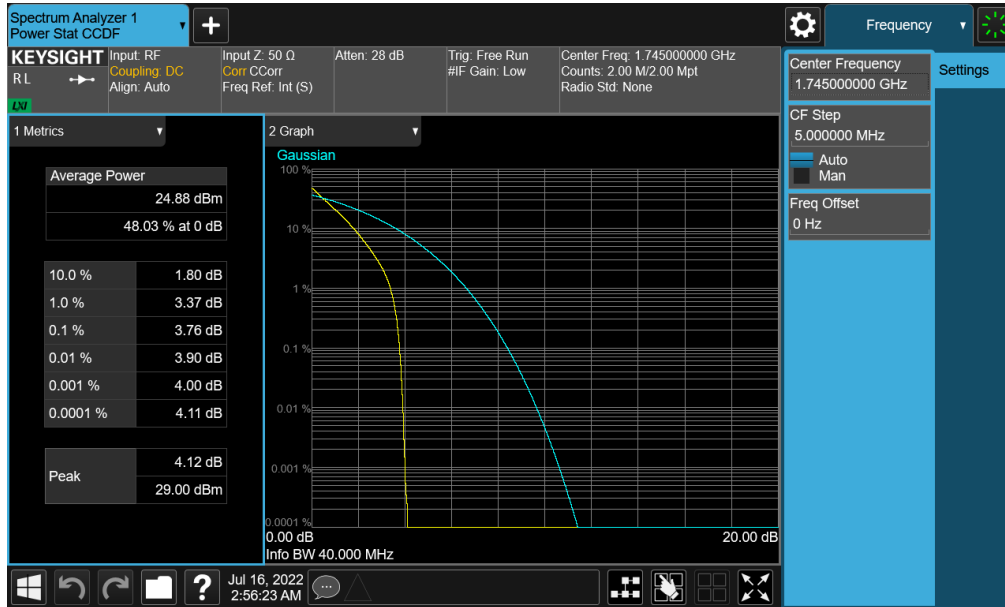 Spectrum Analyzer 1
Power Stat CCDF
Frequency
KEYSIGHT
R L
LXI
Input: RF
Coupling: DC
Align: Auto
Input Z: 50 Ω
Corr CCorr
Freq Ref: Int (S)
Atten: 28 dB
Trig: Free Run
#IF Gain: Low
Center Freq: 1.745000000 GHz
Counts: 2.00 M/2.00 Mpt
Radio Std: None
Center Frequency
1.745000000 GHz
Settings
CF Step
5.000000 MHz
Auto
Man
Freq Offset
0 Hz
1 Metrics
Average Power
24.88 dBm
48.03 % at 0 dB
10.0 % 1.80 dB
1.0 % 3.37 dB
0.1 % 3.76 dB
0.01 % 3.90 dB
0.001 % 4.00 dB
0.0001 % 4.11 dB
Peak 4.12 dB
29.00 dBm
2 Graph
Gaussian
100 %
10 %
1 %
0.1 %
0.01 %
0.001 %
0.0001 %
0.00 dB 20.00 dB
Info BW 40.000 MHz
?
Jul 16, 2022
2:56:23 AM